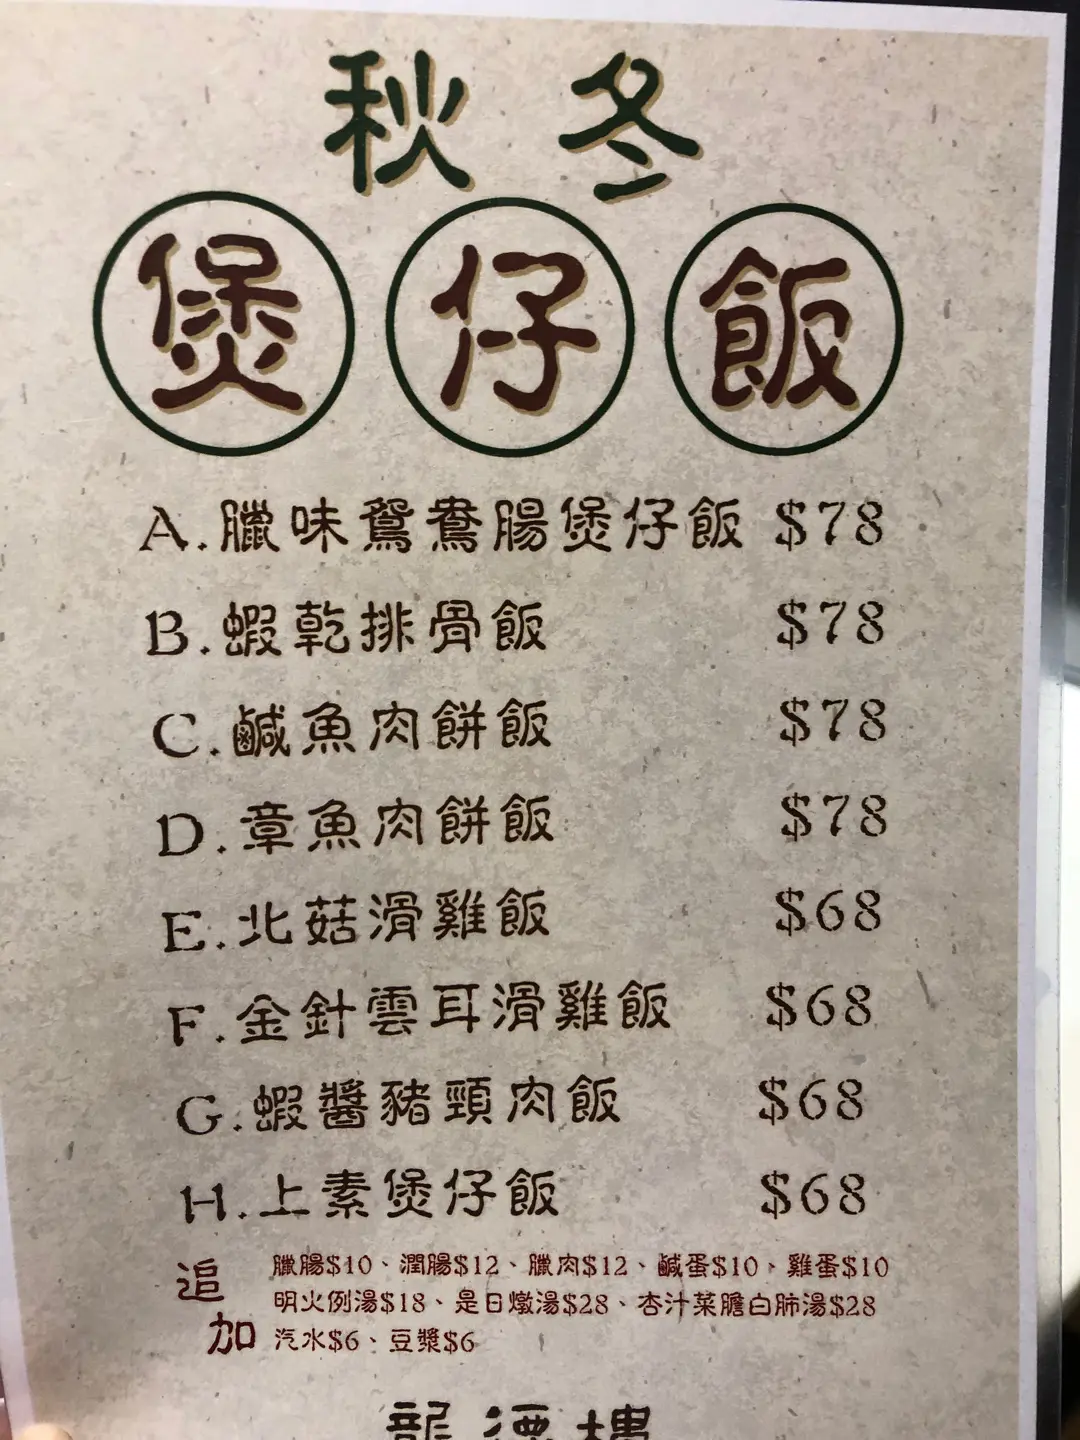 秋冬
煲仔飯
A.臘味鴛鴦腸煲仔飯 $78
B.蝦乾排骨飯 $78
C.鹹魚肉餅飯 $78
D.章魚肉餅飯 $78
E.北菇滑雞飯 $68
F.金針雲耳滑雞飯 $68
G.蝦醬豬頸肉飯 $68
H.上素煲仔飯 $68
追加
臘腸$10、潤腸$12、臘肉$12、鹹蛋$10、雞蛋$10
明火例湯$18、是日燉湯$28、杏汁菜膽白肺湯$28
汽水$6、豆漿$6
龍德樓